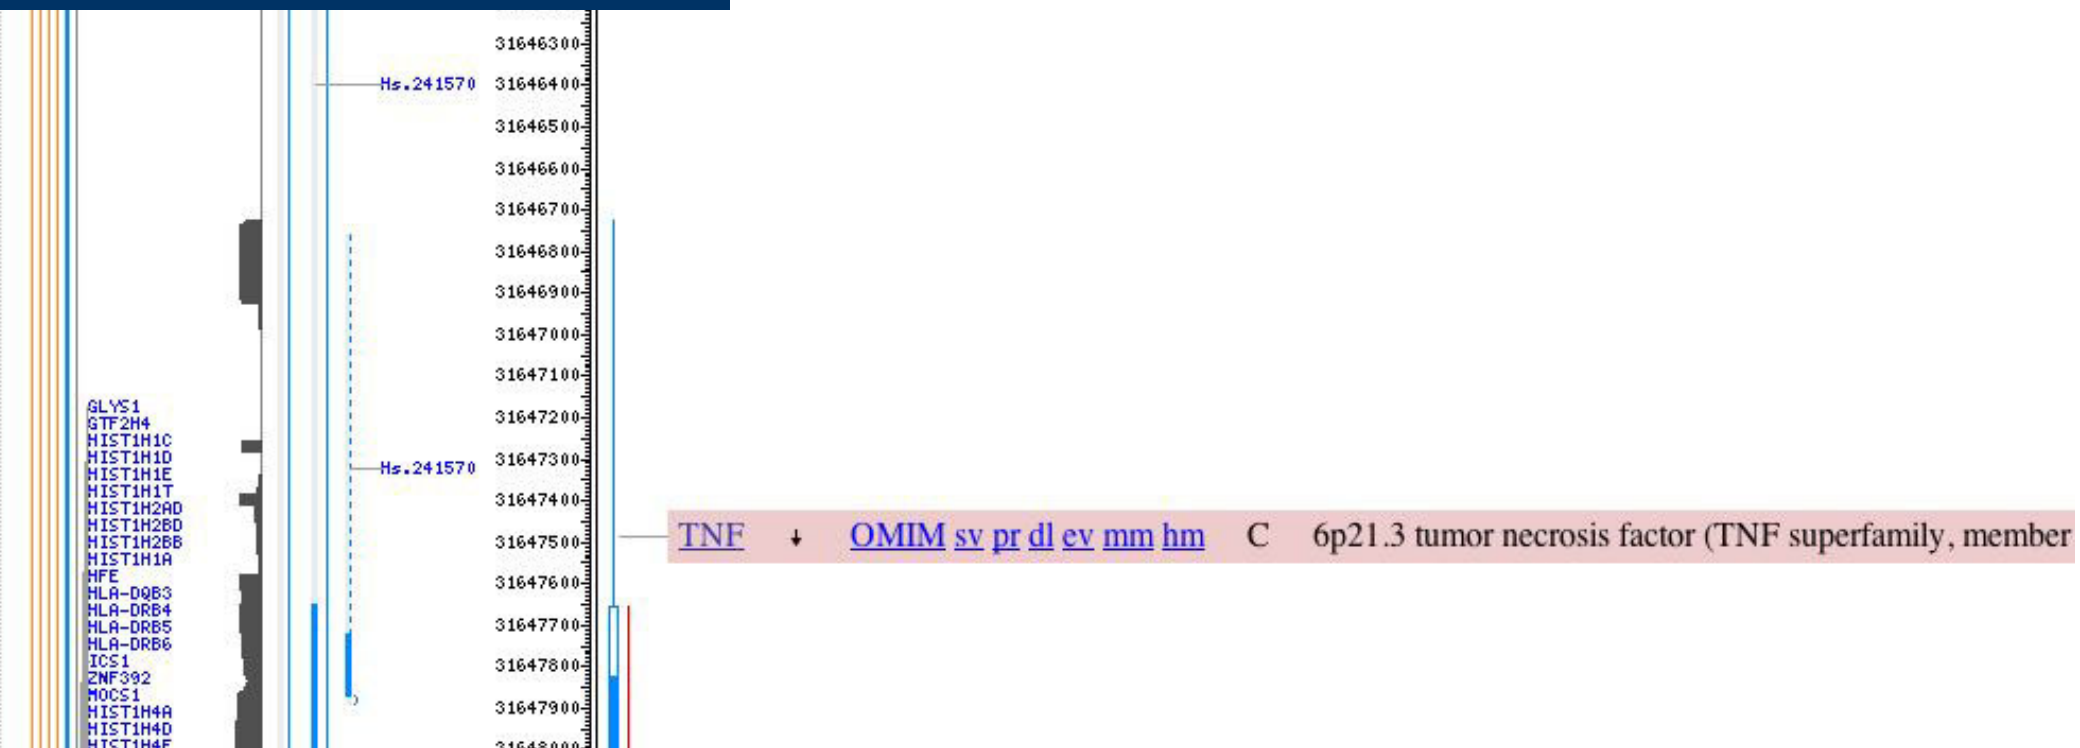 31646300
Hs.241570 31646400
31646500
31646600
31646700
31646800
31646900
31647000
31647100
GLYS1
31647200
GTF2H4
HIST1H1C
HIST1H1D
Hs.241570 31647300
HIST1H1E
HIST1H1T
31647400
HIST1H2AD
HIST1H2BD
HIST1H2BB
31647500
TNF ↓ OMIM sv pr dl ev mm hm C 6p21.3 tumor necrosis factor (TNF superfamily, member
HIST1H1A
HFE
31647600
HLA-DQB3
HLA-DRB4
HLA-DRB5
31647700
HLA-DRB6
ICS1
31647800
ZNF392
MOCS1
HIST1H4A
31647900
HIST1H4D